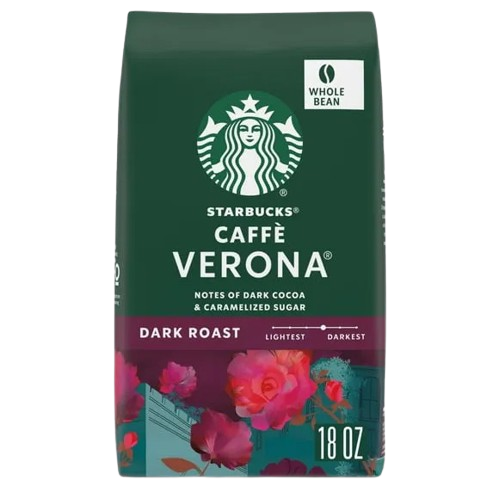 WHOLE
BEAN
STARBUCKS®
CAFFÈ
VERONA®
NOTES OF DARK COCOA
& CARAMELIZED SUGAR
DARK ROAST
LIGHTEST DARKEST
18 OZ